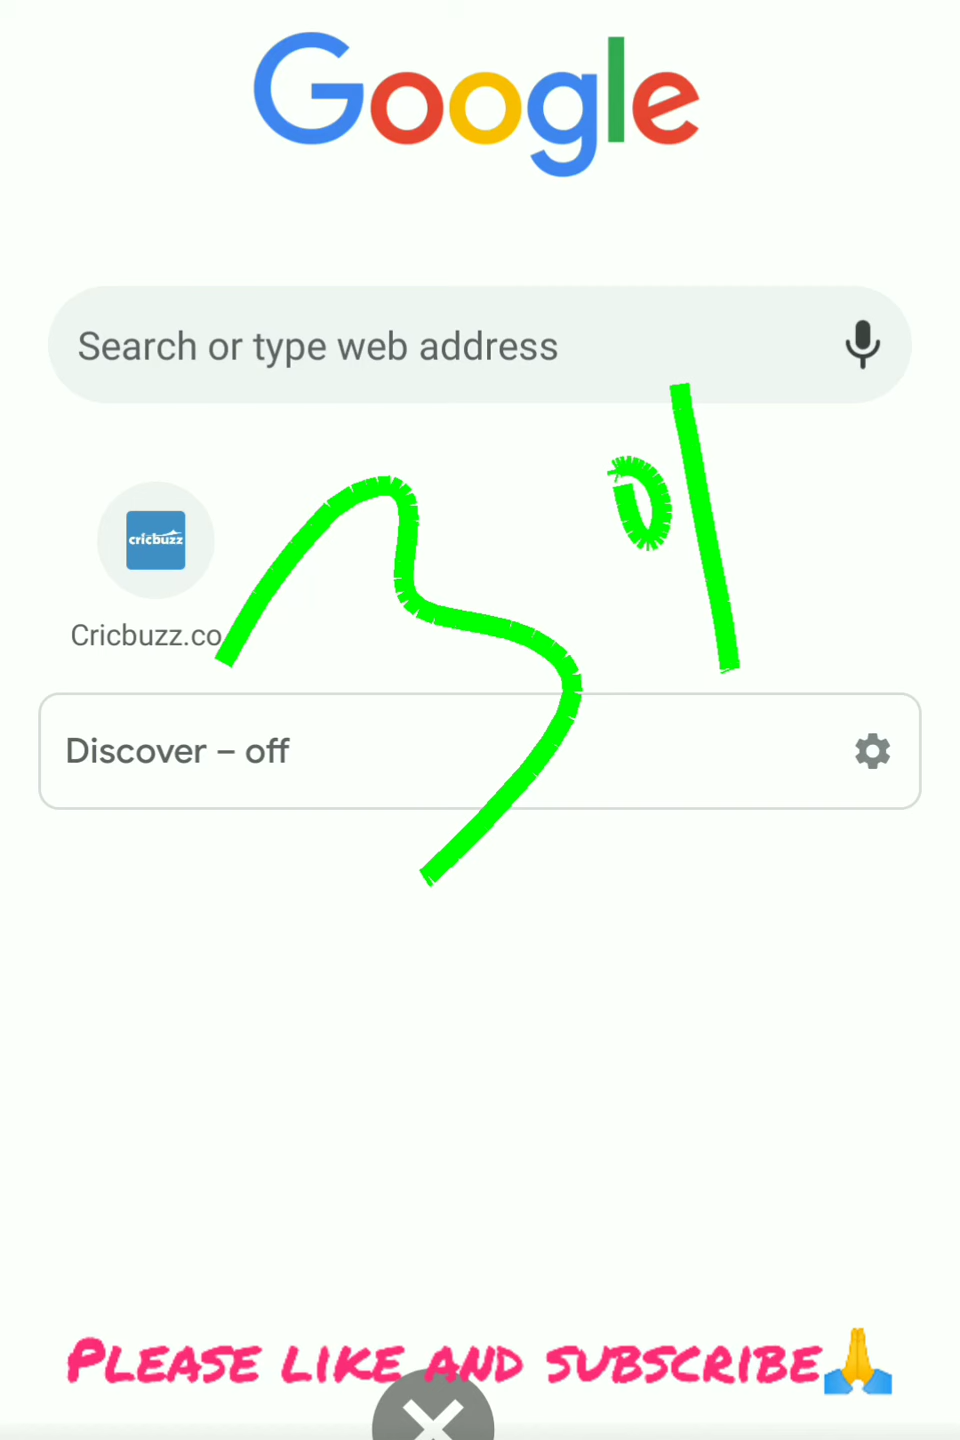 Google
Search or type web address
cricbuzz
Cricbuzz.co
Discover – off
PLEASE LIKE AND SUBSCRIBE🙏